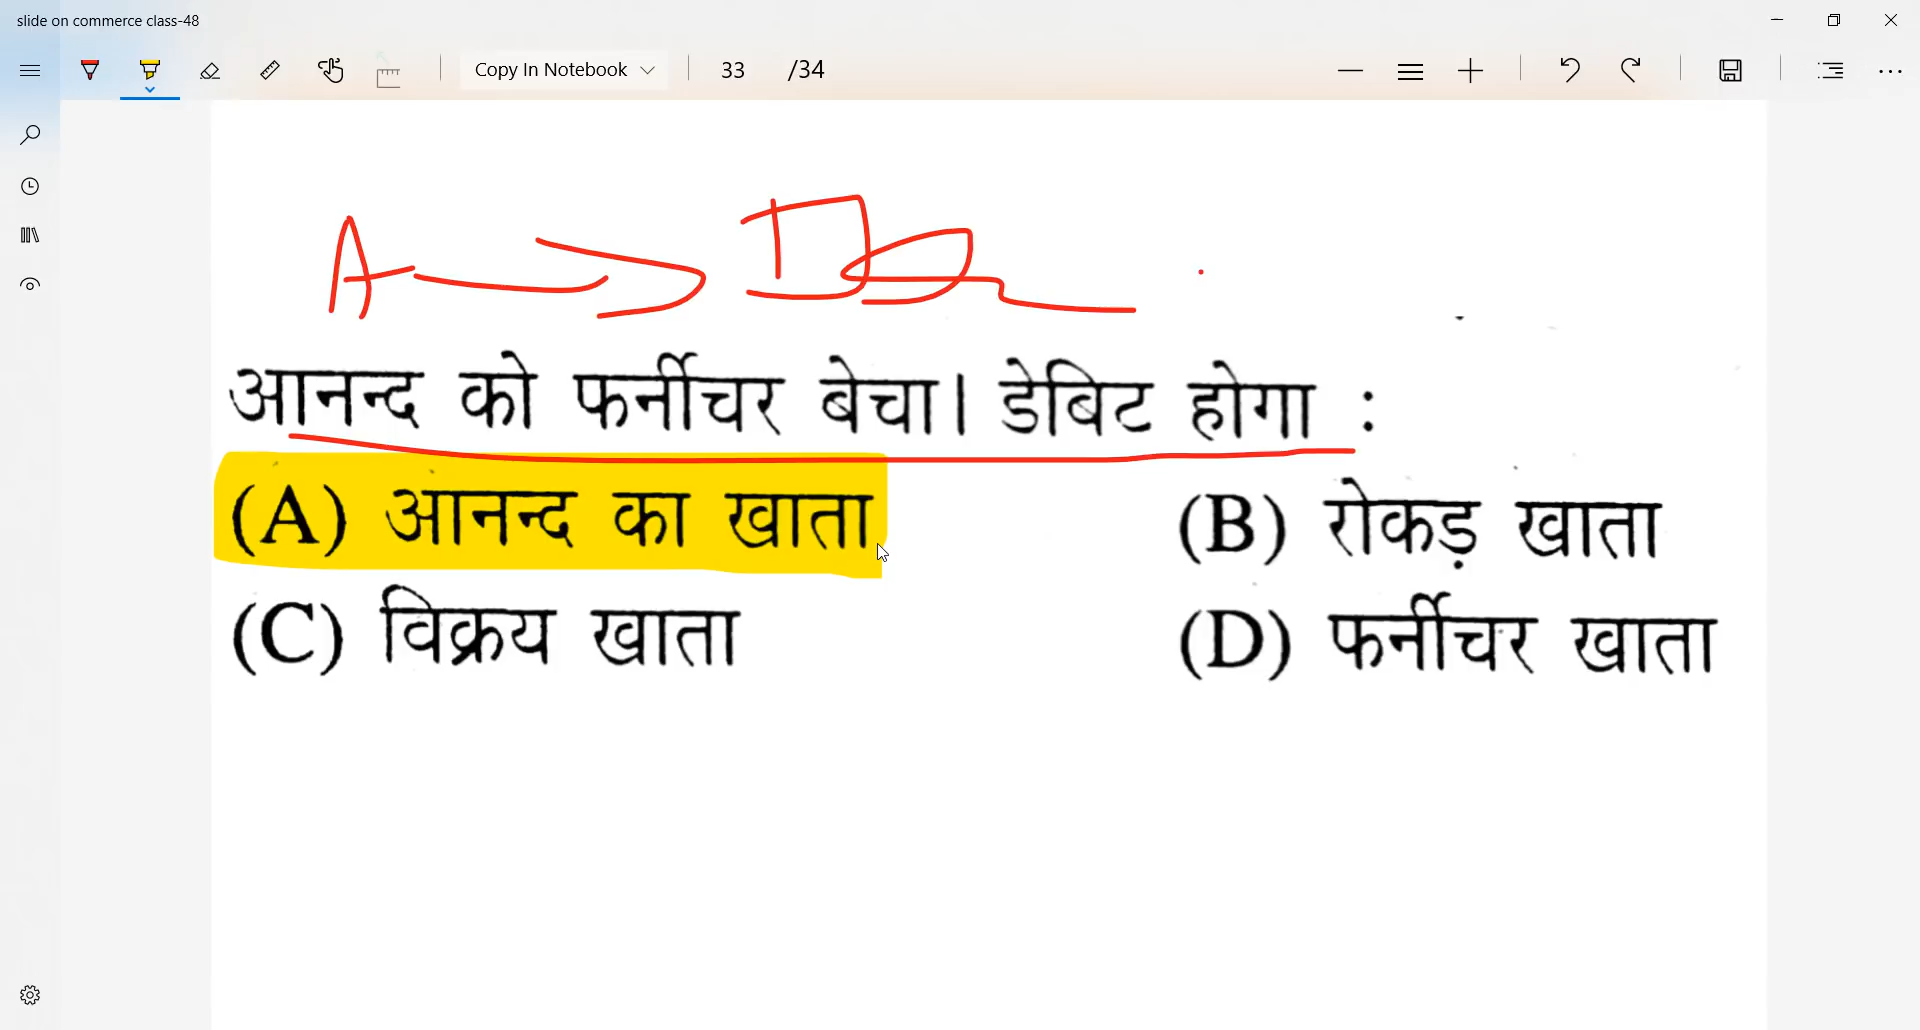 slide on commerce class-48
Copy In Notebook 33 /34
A → Dr
आनन्द को फर्नीचर बेचा। डेबिट होगा :
(A) आनन्द का खाता (B) रोकड़ खाता
(C) विक्रय खाता (D) फर्नीचर खाता